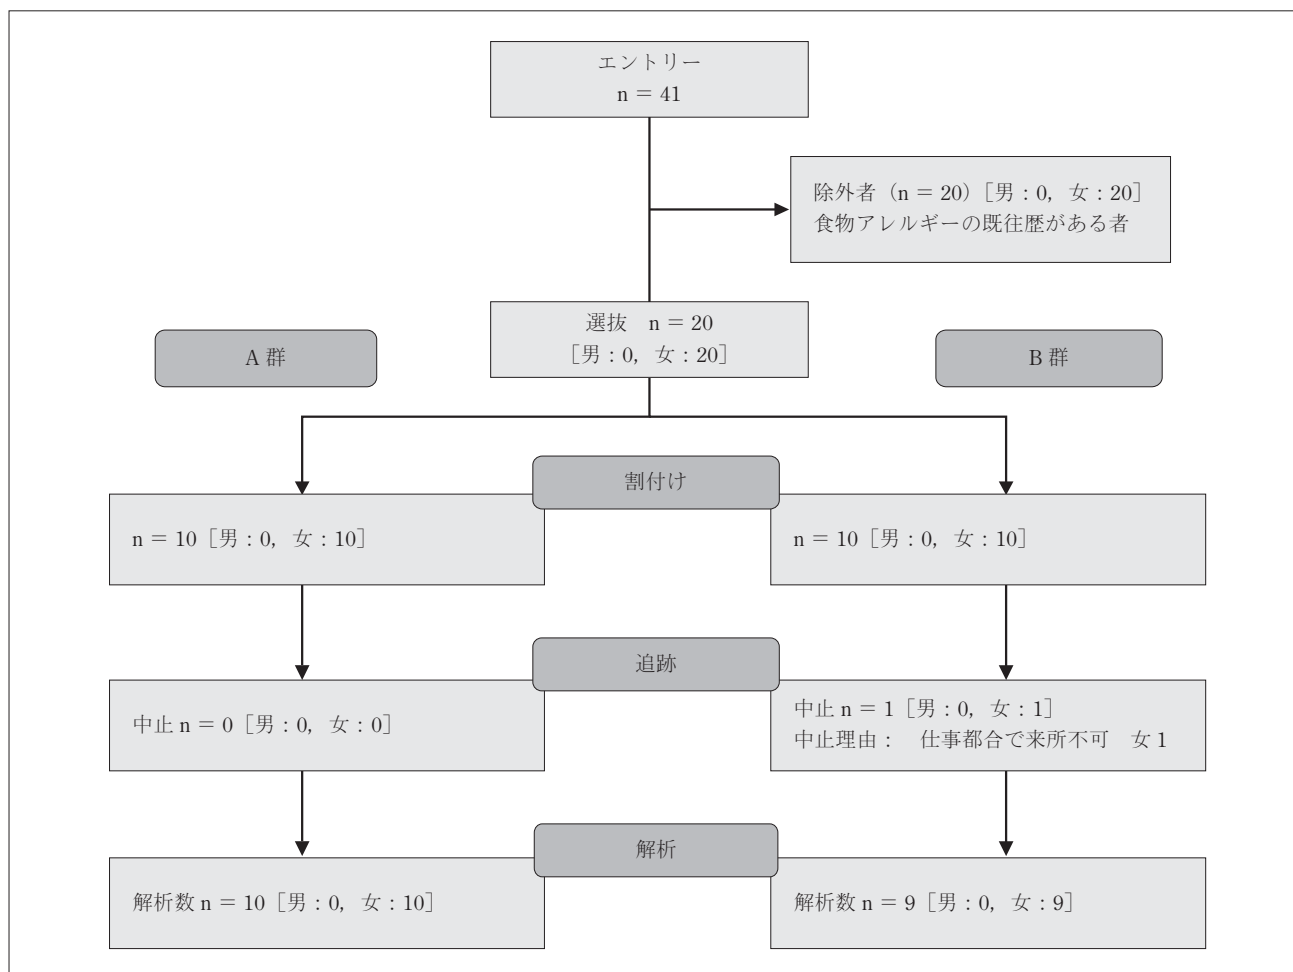 エントリー
n = 41
除外者（n = 20）［男：0，女：20］
食物アレルギーの既往歴がある者
選抜　n = 20
［男：0，女：20］
A 群
B 群
割付け
n = 10［男：0，女：10］
n = 10［男：0，女：10］
追跡
中止 n = 0［男：0，女：0］
中止 n = 1［男：0，女：1］
中止理由：　仕事都合で来所不可　女 1
解析
解析数 n = 10［男：0，女：10］
解析数 n = 9［男：0，女：9］